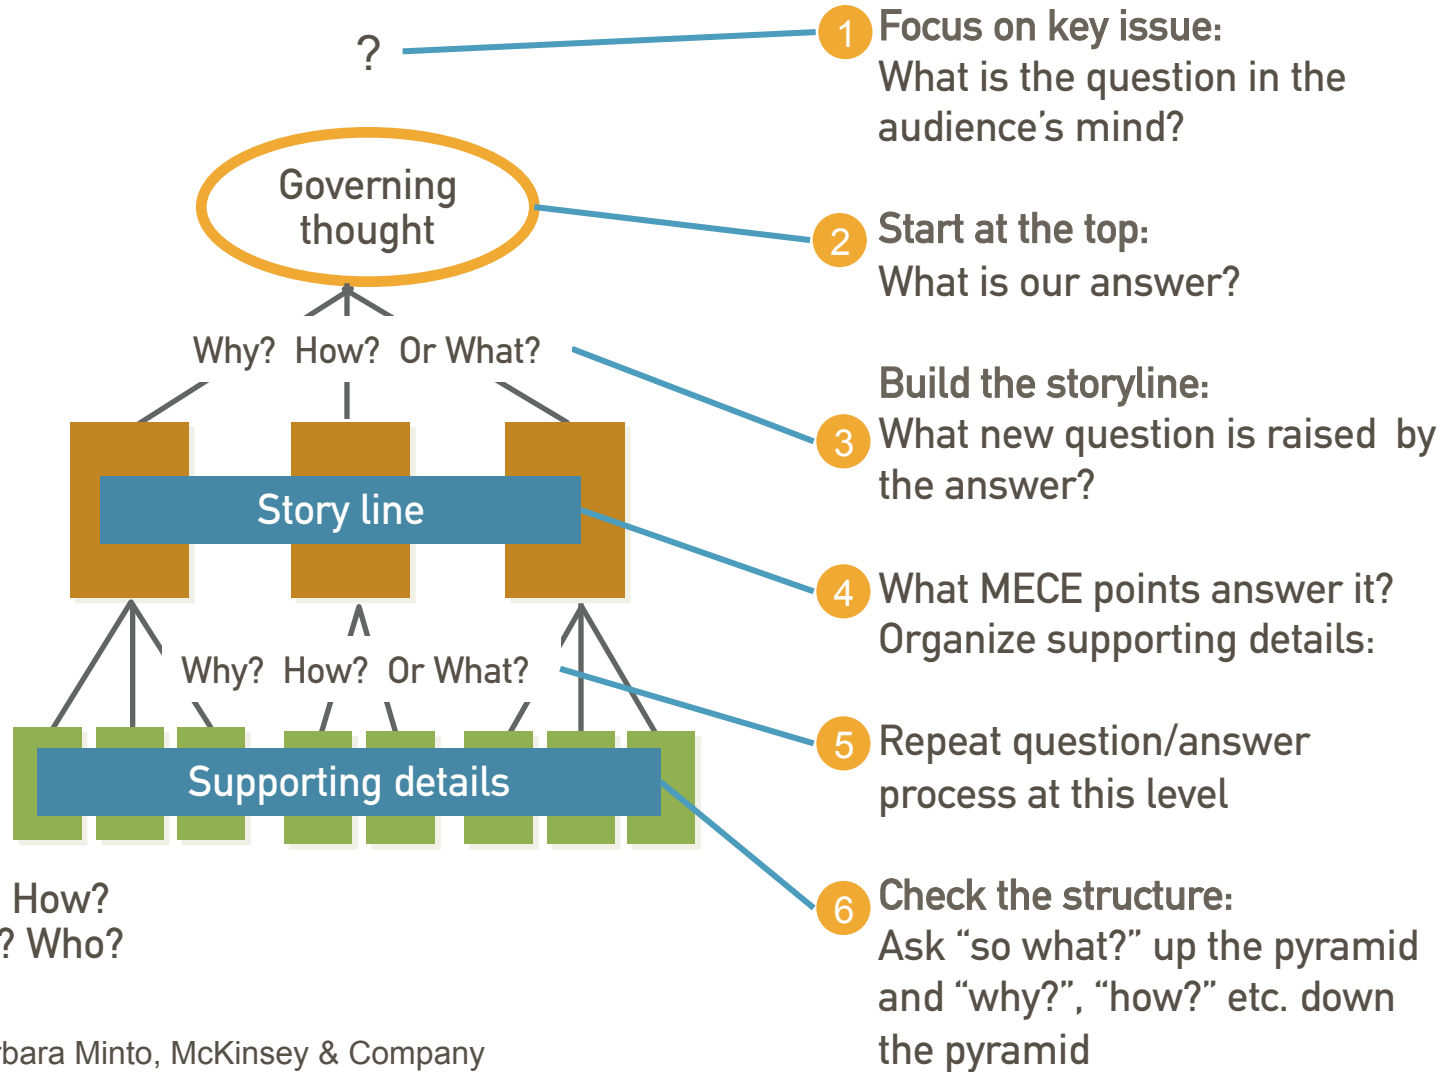 ?
Governing
thought
Why? How? Or What?
Story line
Why? How? Or What?
Supporting details
How?
? Who?
rbara Minto, McKinsey & Company
1 Focus on key issue:
What is the question in the
audience’s mind?
2 Start at the top:
What is our answer?
Build the storyline:
3 What new question is raised by
the answer?
4 What MECE points answer it?
Organize supporting details:
5 Repeat question/answer
process at this level
6 Check the structure:
Ask “so what?” up the pyramid
and “why?”, “how?” etc. down
the pyramid